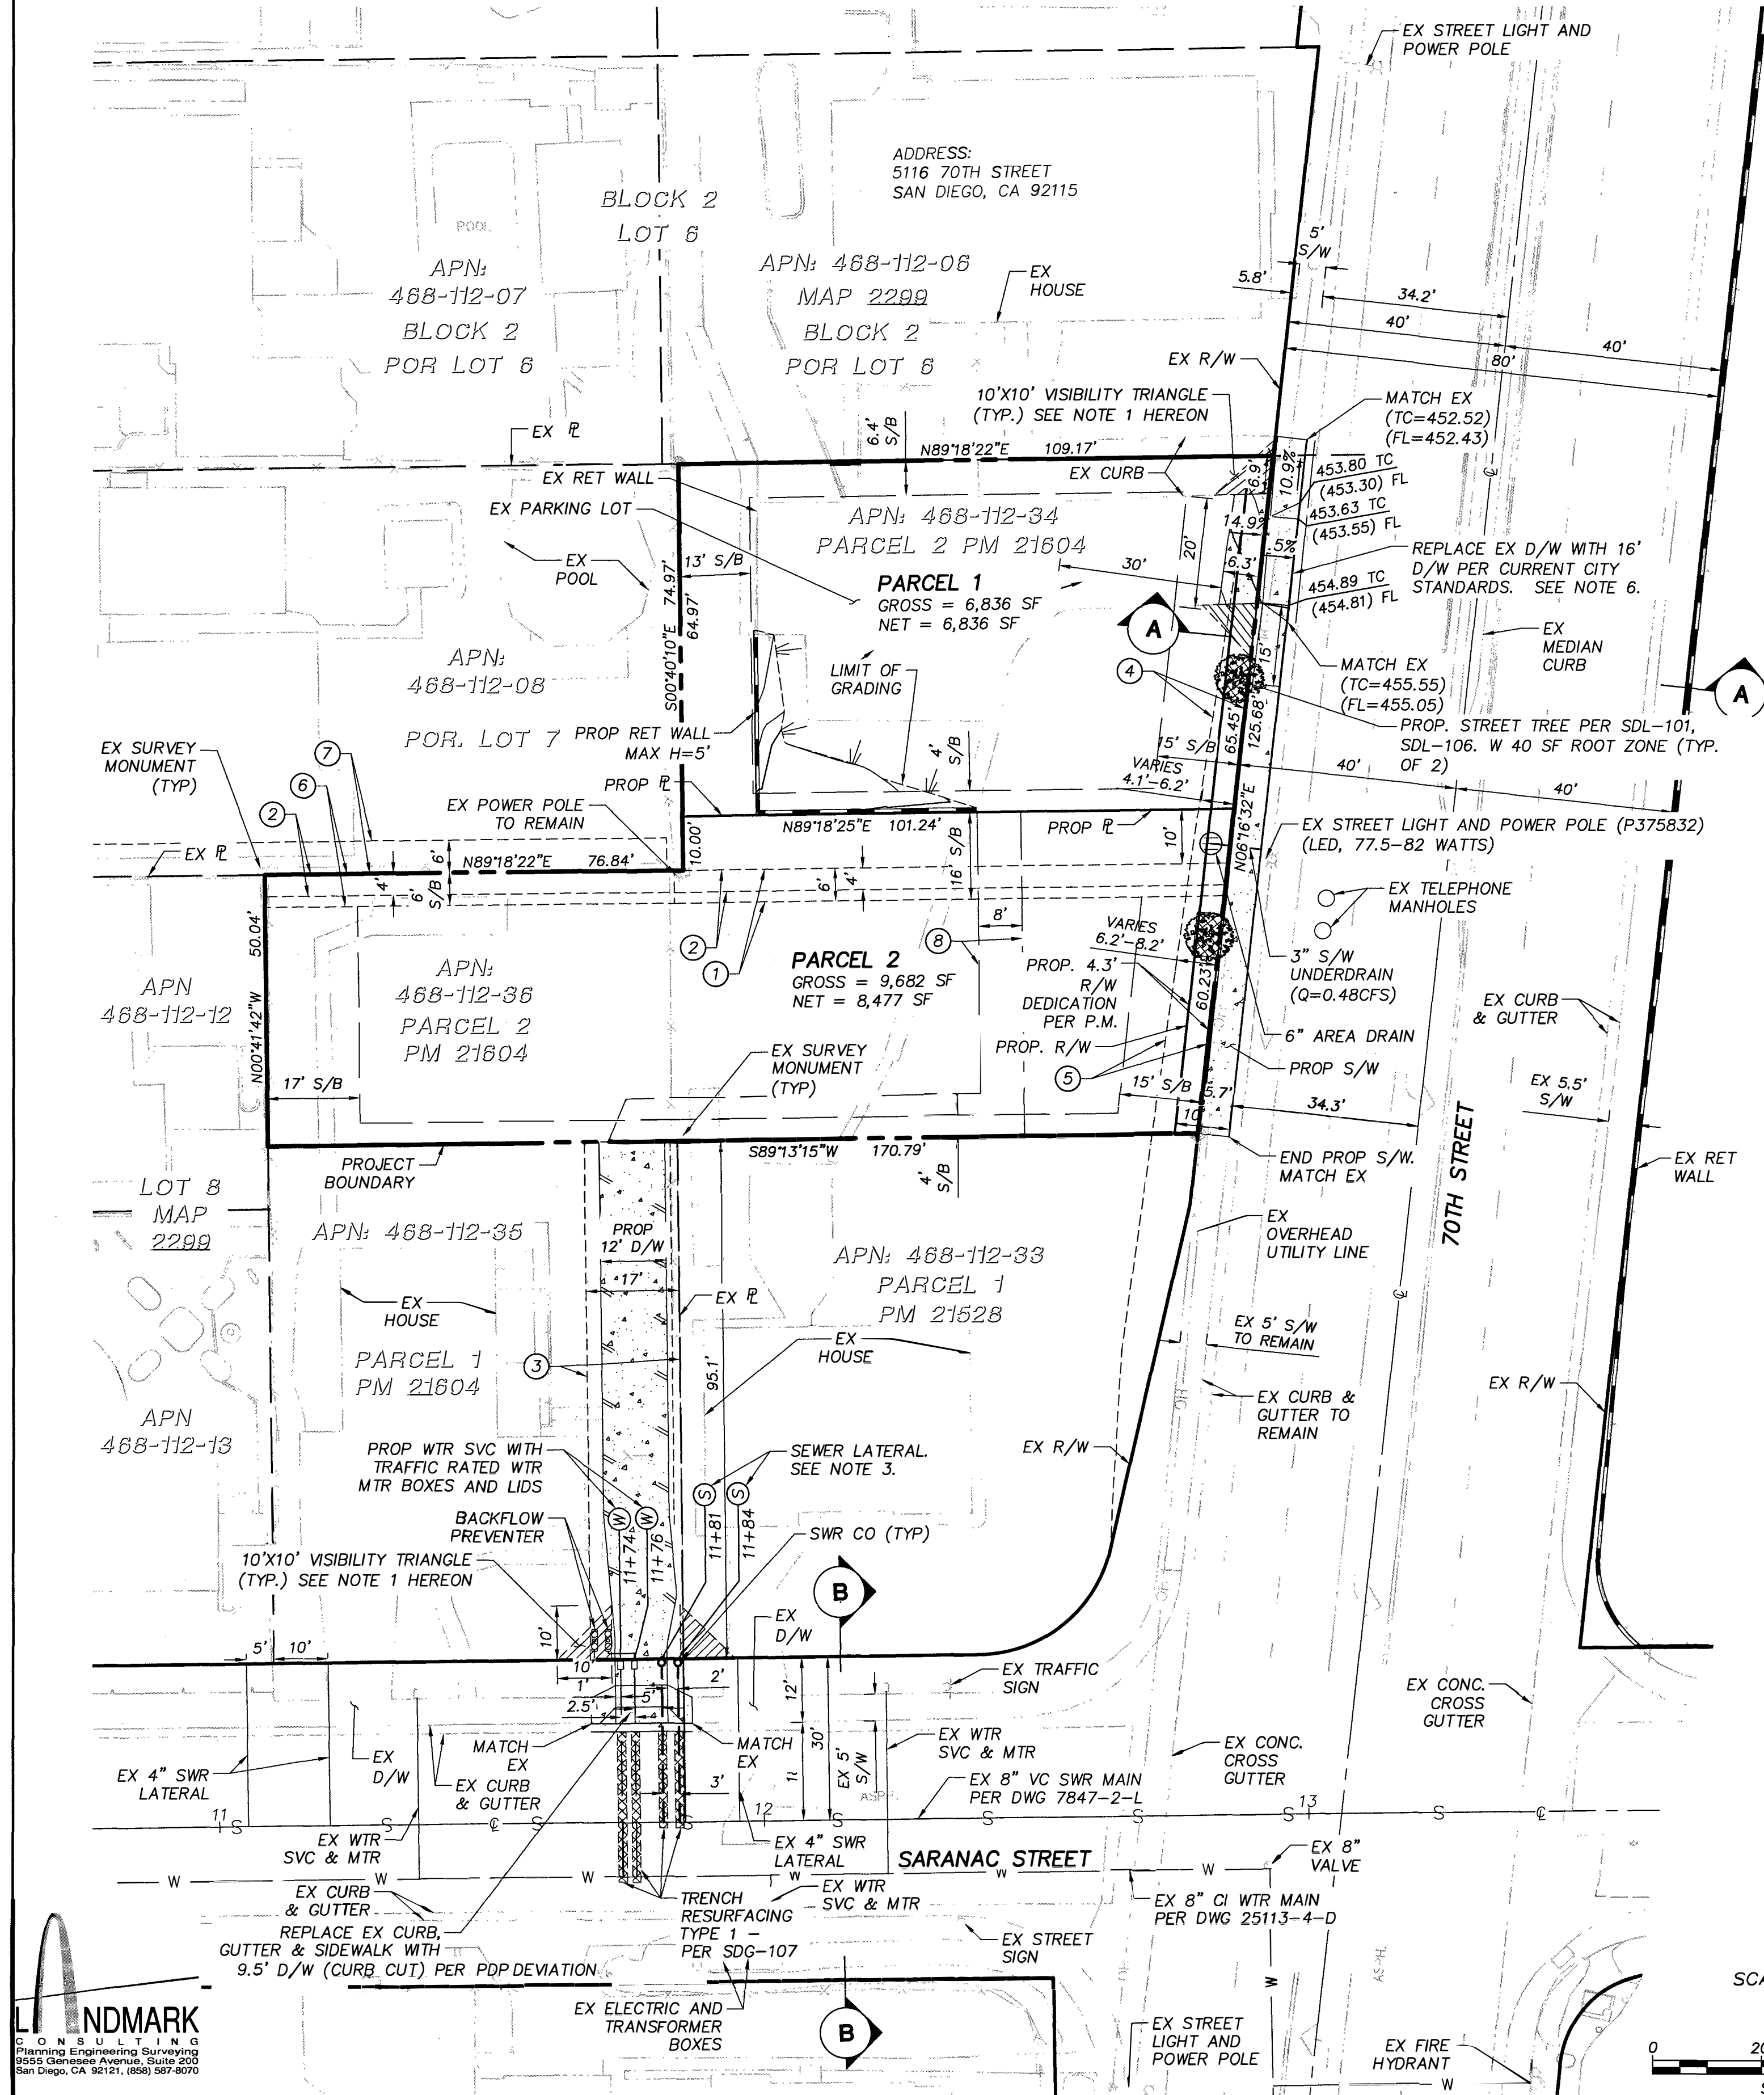 EX STREET LIGHT AND
POWER POLE
ADDRESS:
5116 70TH STREET
SAN DIEGO, CA 92115
BLOCK 2
LOT 6
POOL
APN:
468-112-07
BLOCK 2
POR LOT 6
APN: 468-112-06
MAP 2299
BLOCK 2
POR LOT 6
EX
HOUSE
5'
S/W
5.8'
34.2'
40'
40'
80'
EX R/W
10'X10' VISIBILITY TRIANGLE
(TYP.) SEE NOTE 1 HEREON
MATCH EX
(TC=452.52)
(FL=452.43)
EX PL
6.4'
S/B
N89°18'22"E 109.17'
EX RET WALL
EX CURB
EX PARKING LOT
6.9'
10.9%
453.80 TC
(453.30) FL
453.63 TC
(453.55) FL
APN: 468-112-34
PARCEL 2 PM 21604
14.9%
.5%
20'
30'
6.3'
REPLACE EX D/W WITH 16'
D/W PER CURRENT CITY
STANDARDS. SEE NOTE 6.
EX
POOL
13' S/B
PARCEL 1
GROSS = 6,836 SF
NET = 6,836 SF
S00°40'10"E 74.97'
64.97'
454.89 TC
(454.81) FL
A
EX
MEDIAN
CURB
APN:
468-112-08
LIMIT OF
GRADING
4
15'
MATCH EX
(TC=455.55)
(FL=455.05)
A
POR. LOT 7
PROP RET WALL
MAX H=5'
65.45'
125.68'
PROP. STREET TREE PER SDL-101,
SDL-106. W 40 SF ROOT ZONE (TYP.
OF 2)
EX SURVEY
MONUMENT
(TYP)
7
6
2
PROP PL
4'
S/B
15' S/B
VARIES
4.1'-6.2'
40'
40'
EX POWER POLE
TO REMAIN
10.00'
N89°18'25"E 101.24'
16' S/B
PROP PL
10'
N06°16'32"E
EX STREET LIGHT AND POWER POLE (P375832)
(LED, 77.5-82 WATTS)
EX PL
N89°18'22"E 76.84'
6'
4'
6'
S/B
6'
4'
EX TELEPHONE
MANHOLES
50.04'
N00°41'42"W
8'
8
2
1
VARIES
6.2'-8.2'
APN:
468-112-36
PARCEL 2
PM 21604
PARCEL 2
GROSS = 9,682 SF
NET = 8,477 SF
PROP. 4.3'
R/W
DEDICATION
PER P.M.
60.23'
3" S/W
UNDERDRAIN
(Q=0.48CFS)
APN
468-112-12
EX CURB
& GUTTER
6" AREA DRAIN
PROP. R/W
PROP S/W
EX SURVEY
MONUMENT
(TYP)
5
17' S/B
15' S/B
5.7'
10'
34.3'
EX 5.5'
S/W
70TH STREET
PROJECT
BOUNDARY
S89°13'15"W 170.79'
4'
S/B
END PROP S/W.
MATCH EX
EX RET
WALL
LOT 8
MAP
2299
APN: 468-112-35
PROP
12' D/W
17'
APN: 468-112-33
PARCEL 1
PM 21528
EX
OVERHEAD
UTILITY LINE
EX
HOUSE
EX PL
EX
HOUSE
EX 5' S/W
TO REMAIN
PARCEL 1
PM 21604
3
95.1'
EX CURB &
GUTTER TO
REMAIN
EX R/W
APN
468-112-13
PROP WTR SVC WITH
TRAFFIC RATED WTR
MTR BOXES AND LIDS
SEWER LATERAL.
SEE NOTE 3.
EX R/W
BACKFLOW
PREVENTER
W
W
S
S
11+74
11+76
11+81
11+84
SWR CO (TYP)
10'X10' VISIBILITY TRIANGLE
(TYP.) SEE NOTE 1 HEREON
B
EX
D/W
5'
10'
10'
10'
1'
2.5'
5'
2'
12'
30'
EX TRAFFIC
SIGN
EX CONC.
CROSS
GUTTER
EX 4" SWR
LATERAL
EX
D/W
MATCH
EX
EX CURB
& GUTTER
MATCH
EX
3'
EX 5'
S/W
EX WTR
SVC & MTR
EX CONC.
CROSS
GUTTER
EX 8" VC SWR MAIN
PER DWG 7847-2-L
11
12
13
EX WTR
SVC & MTR
EX 4" SWR
LATERAL
SARANAC STREET
EX 8"
VALVE
EX CURB
& GUTTER
TRENCH
RESURFACING
TYPE 1 -
PER SDG-107
EX WTR
SVC & MTR
EX 8" CI WTR MAIN
PER DWG 25113-4-D
REPLACE EX CURB,
GUTTER & SIDEWALK WITH
9.5' D/W (CURB CUT) PER PDP DEVIATION
EX STREET
SIGN
EX ELECTRIC AND
TRANSFORMER
BOXES
B
EX STREET
LIGHT AND
POWER POLE
EX FIRE
HYDRANT
0
LANDMARK
CONSULTING
Planning Engineering Surveying
9555 Genesee Avenue, Suite 200
San Diego, CA 92121, (858) 587-8070